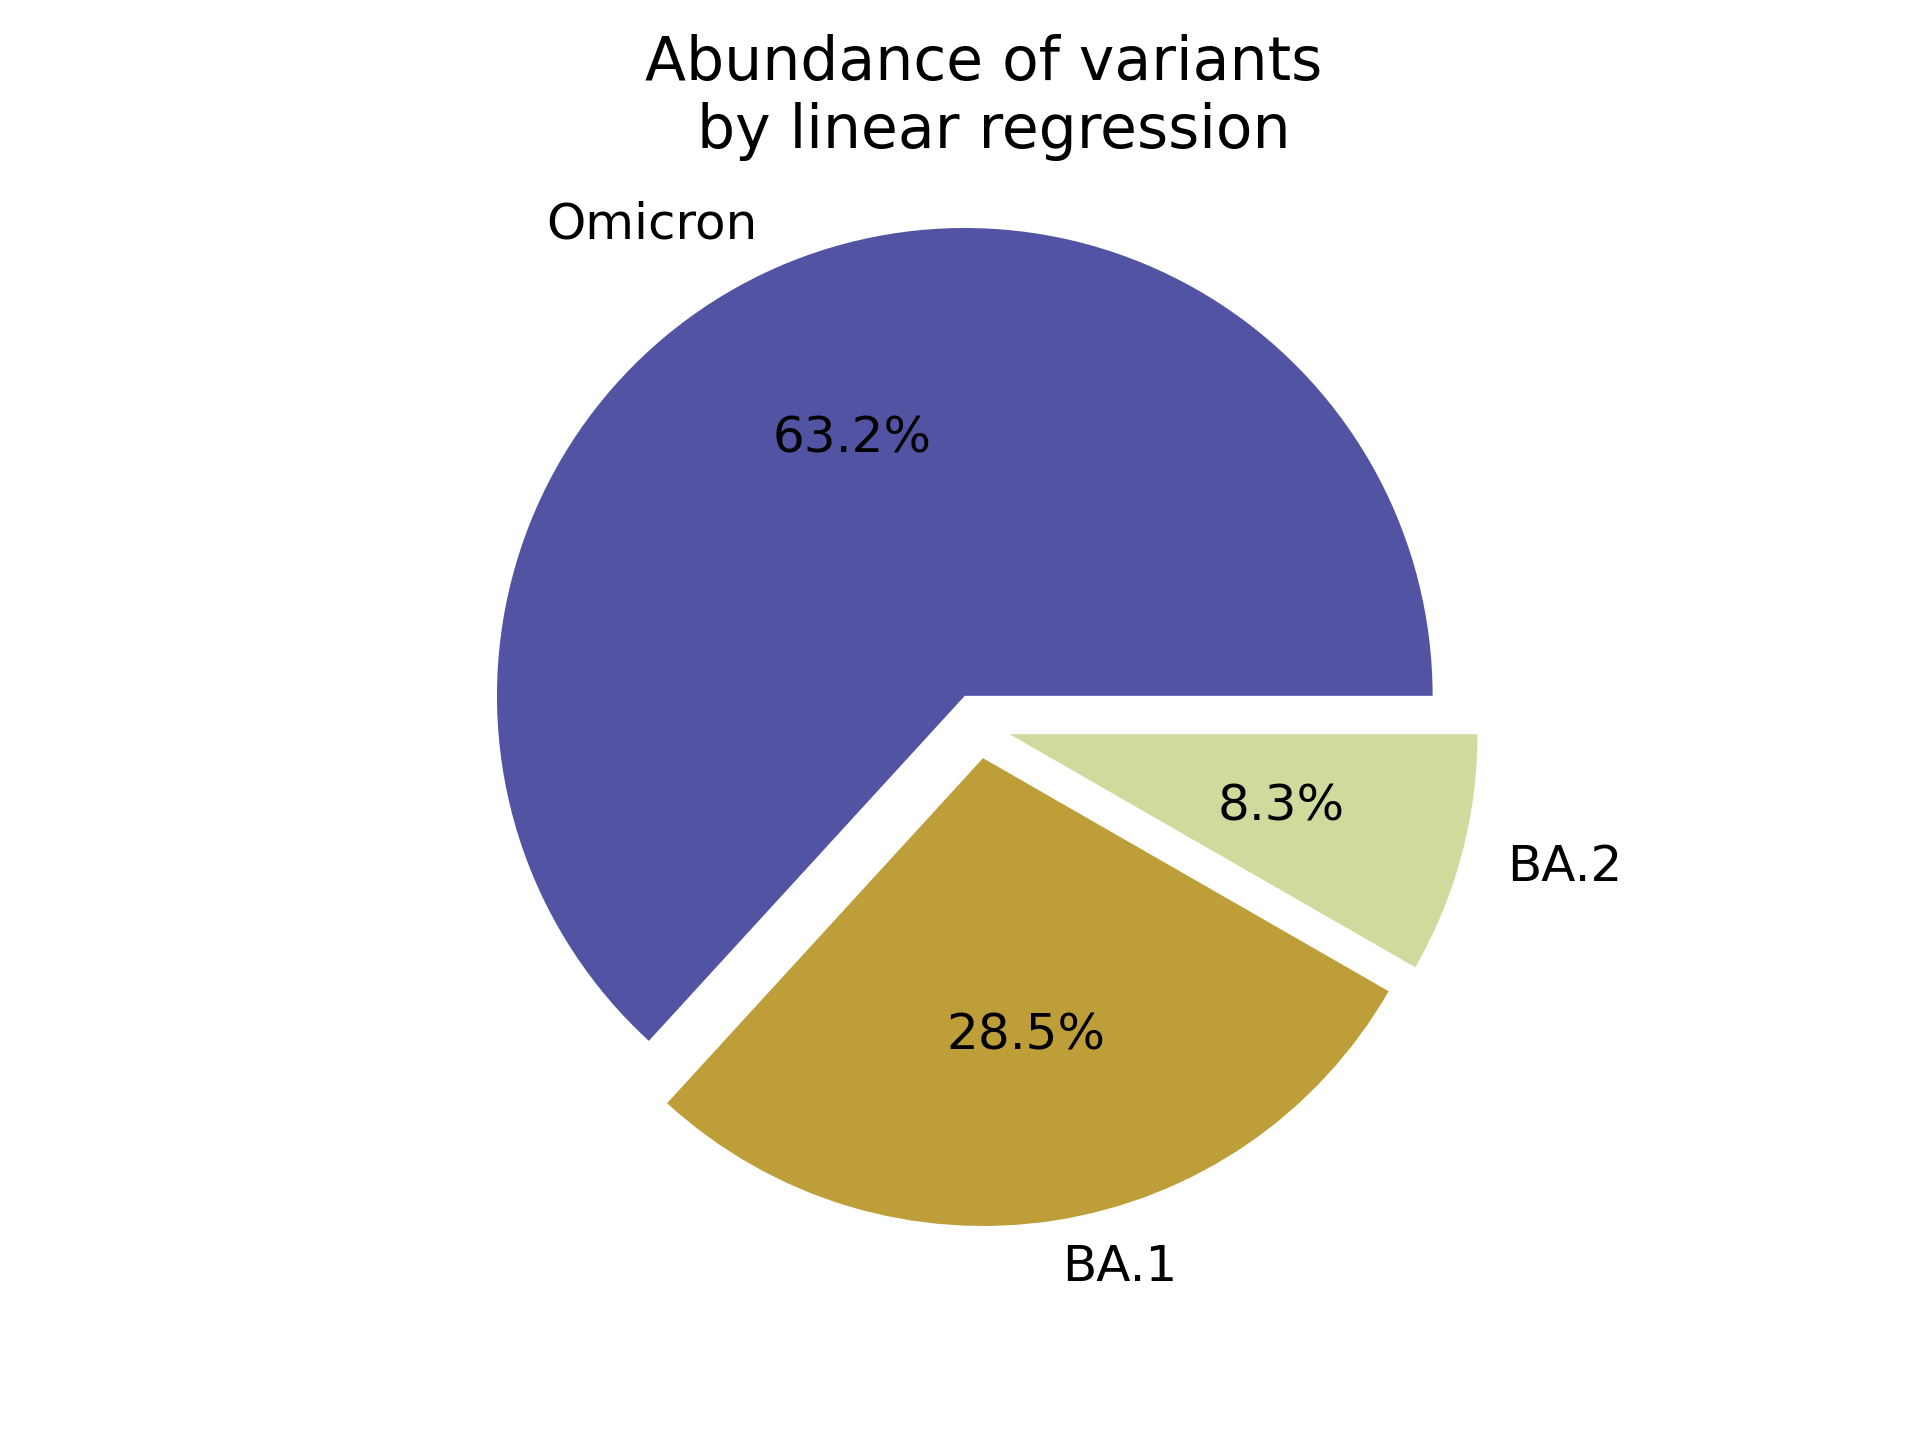 Abundance of variants
by linear regression
Omicron
63.2%
8.3%
BA.2
28.5%
BA.1